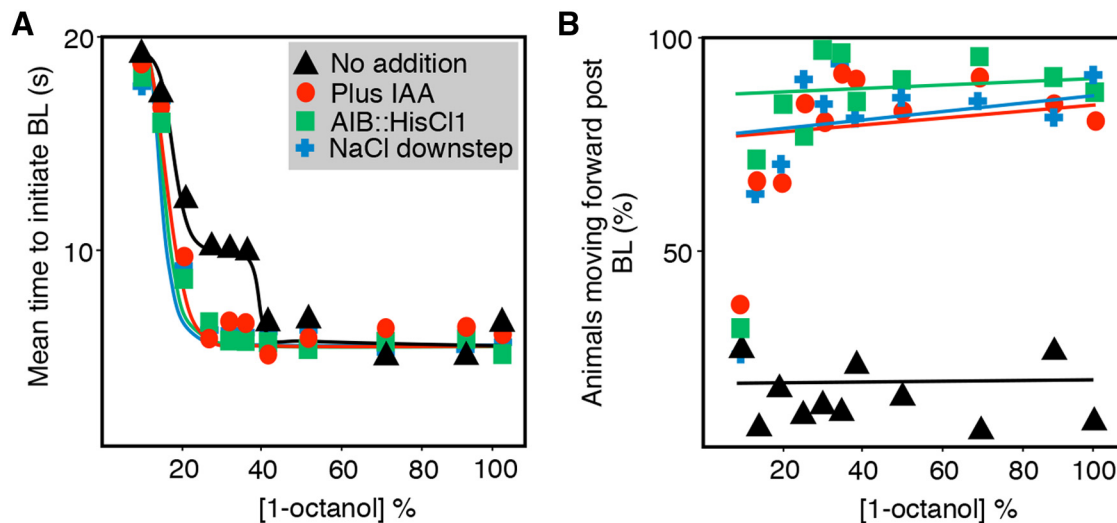 A
Mean time to initiate BL (s)
20
10
No addition
Plus IAA
AIB::HisCl1
NaCl downstep
20 40 60 80 100
[1-octanol] %
B
Animals moving forward post
BL (%)
100
50
20 40 60 80 100
[1-octanol] %